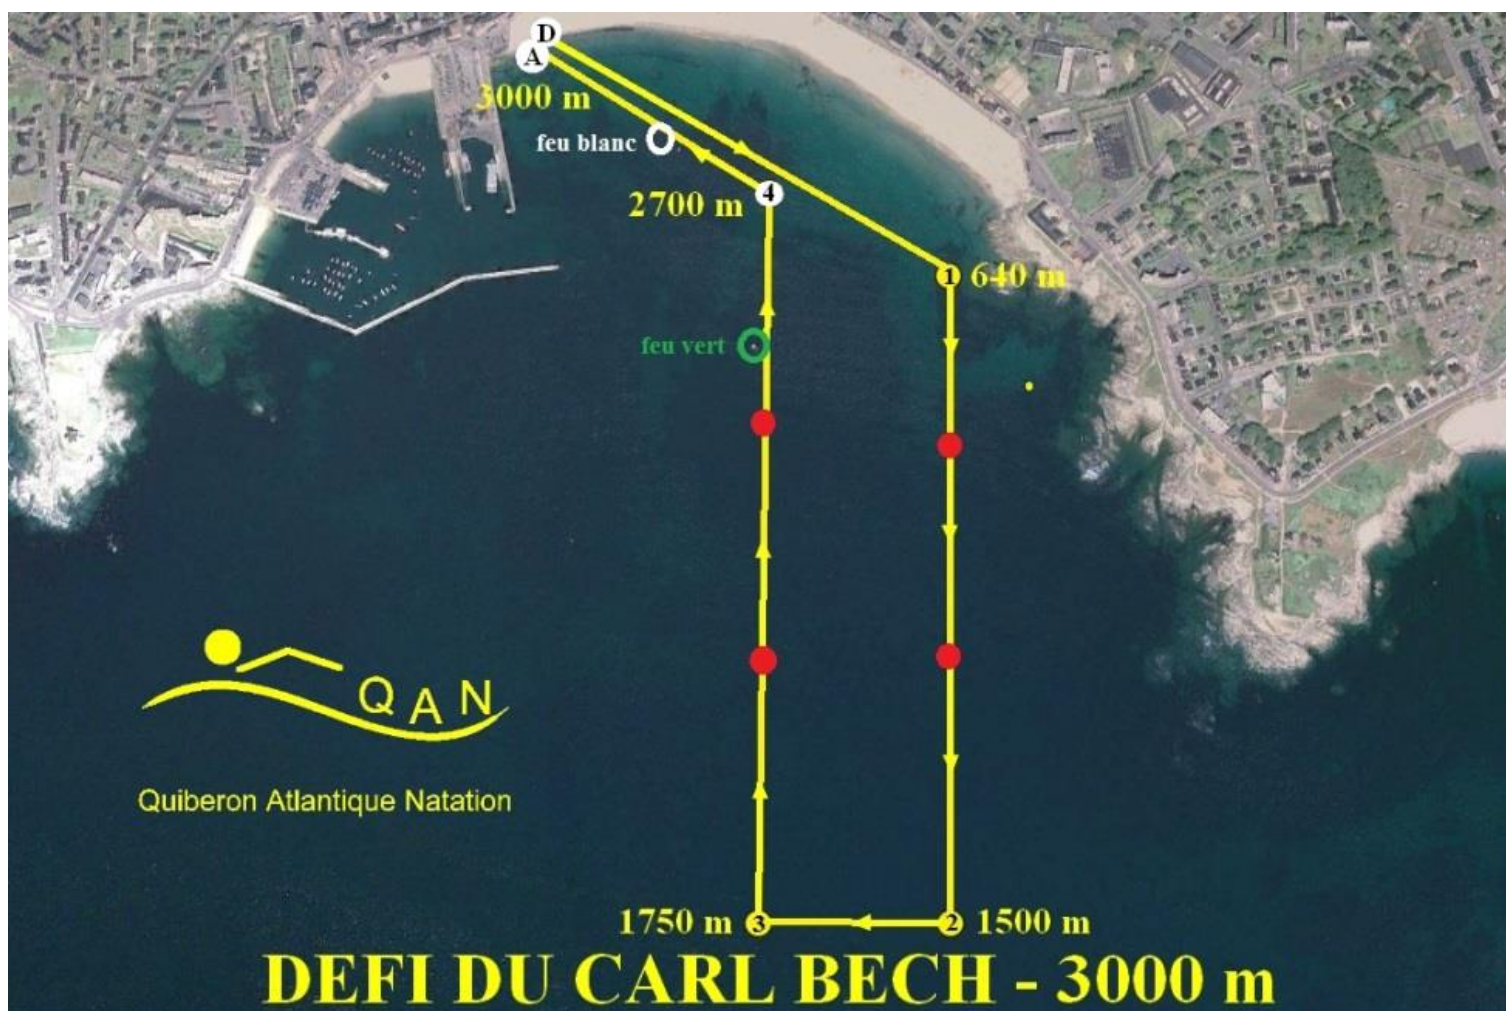 D
A
3000 m
feu blanc
4
2700 m
1 640 m
feu vert
Q A N
Quiberon Atlantique Natation
1750 m 3
2 1500 m
DEFI DU CARL BECH - 3000 m